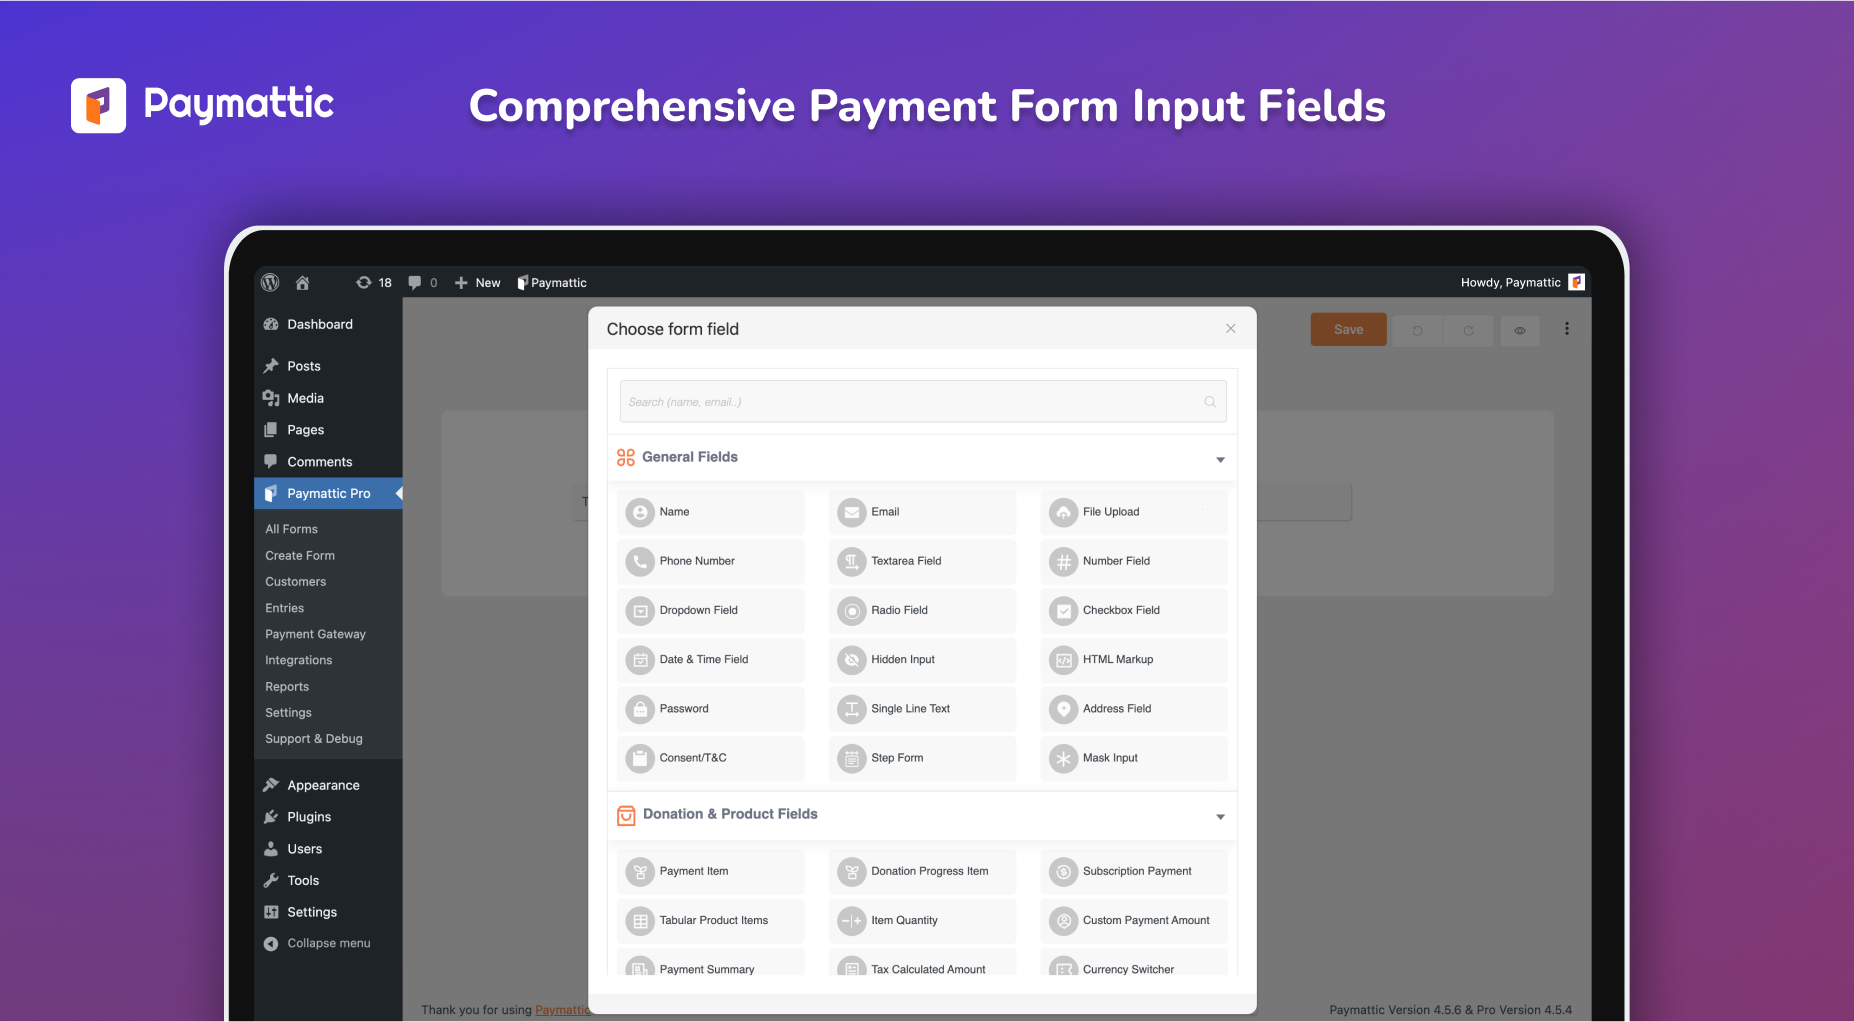 Paymattic
Comprehensive Payment Form Input Fields
18
0
New
Paymattic
Howdy, Paymattic
Dashboard
Posts
Media
Pages
Comments
Paymattic Pro
All Forms
Create Form
Customers
Entries
Payment Gateway
Integrations
Reports
Settings
Support & Debug
Appearance
Plugins
Users
Tools
Settings
Collapse menu
Choose form field
Save
Search (name, email..)
General Fields
Name
Email
File Upload
Phone Number
Textarea Field
Number Field
Dropdown Field
Radio Field
Checkbox Field
Date & Time Field
Hidden Input
HTML Markup
Password
Single Line Text
Address Field
Consent/T&C
Step Form
Mask Input
Donation & Product Fields
Payment Item
Donation Progress Item
Subscription Payment
Tabular Product Items
Item Quantity
Custom Payment Amount
Payment Summary
Tax Calculated Amount
Currency Switcher
Thank you for using Paymattic
Paymattic Version 4.5.6 & Pro Version 4.5.4